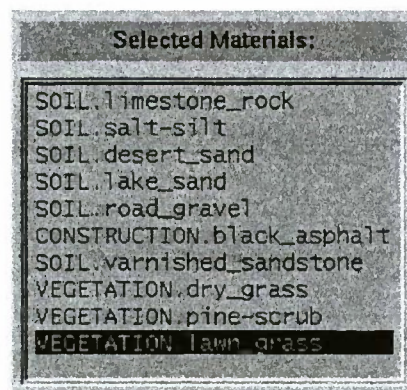 Selected Materials:
SOIL.limestone_rock
SOIL.salt-silt
SOIL.desert_sand
SOIL.lake_sand
SOIL.road_gravel
CONSTRUCTION.black_asphalt
SOIL.varnished_sandstone
VEGETATION.dry_grass
VEGETATION.pine-scrub
VEGETATION.lawn_grass